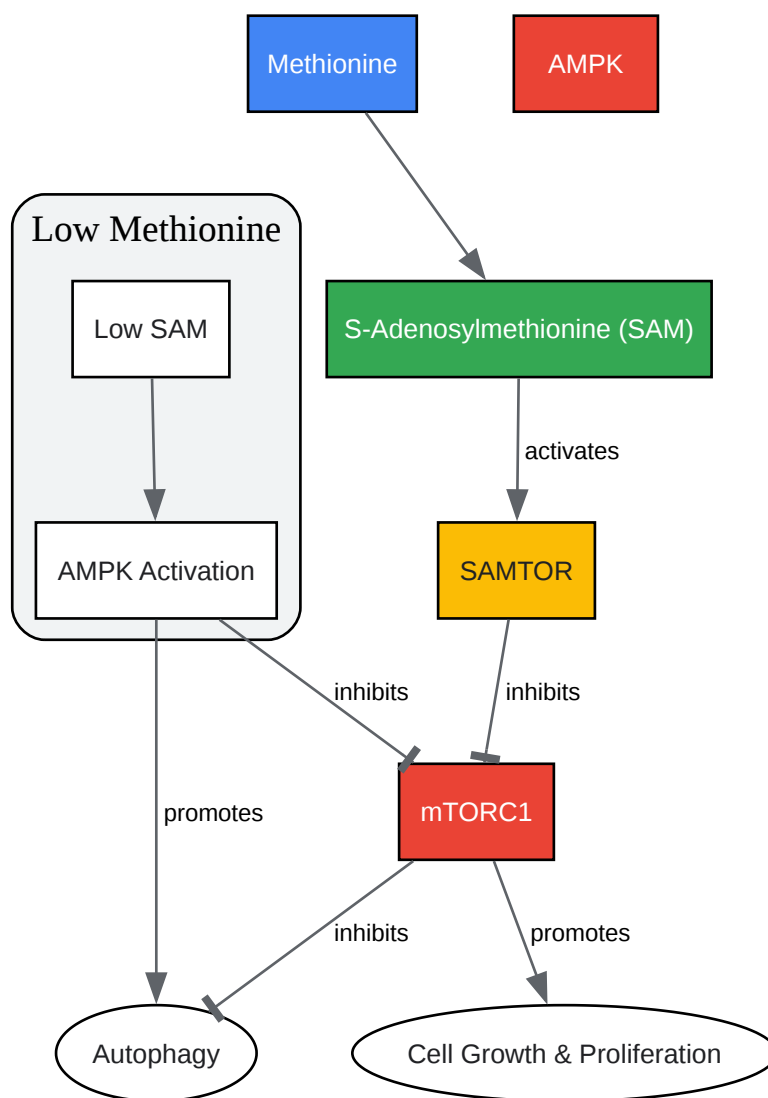 Methionine
AMPK
Low Methionine
Low SAM
S-Adenosylmethionine (SAM)
activates
AMPK Activation
SAMTOR
inhibits
inhibits
promotes
mTORC1
inhibits
promotes
Autophagy
Cell Growth & Proliferation